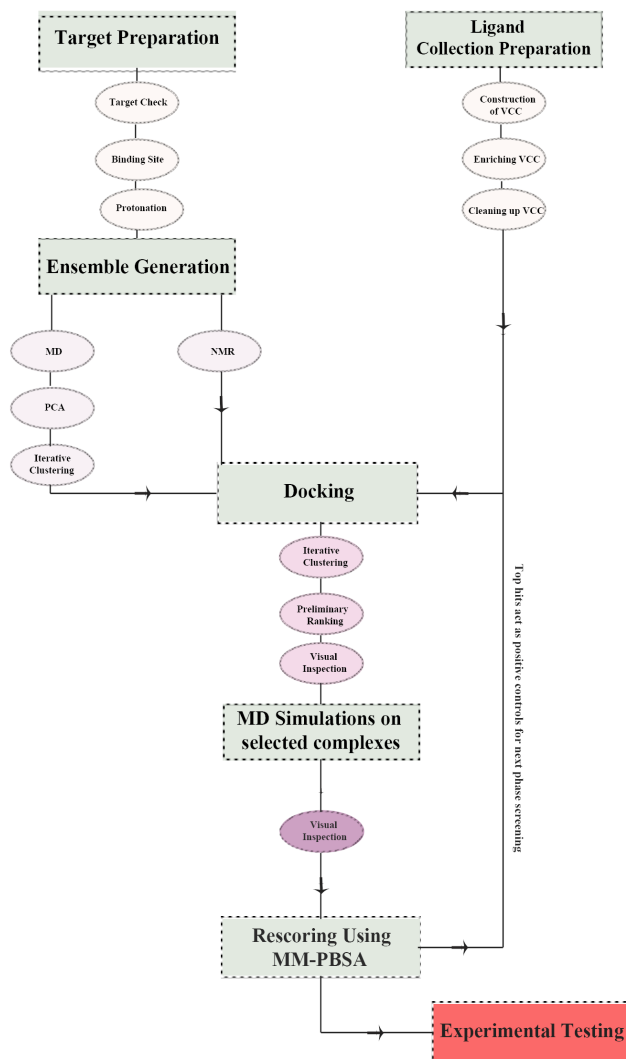 Target Preparation
Ligand
Collection Preparation
Target Check
Binding Site
Protonation
Construction
of VCC
Enriching VCC
Cleaning up VCC
Ensemble Generation
MD
PCA
Iterative
Clustering
NMR
Docking
Iterative
Clustering
Preliminary
Ranking
Visual
Inspection
MD Simulations on
selected complexes
Visual
Inspection
Top hits act as positive controls for next phase screening
Rescoring Using
MM-PBSA
Experimental Testing